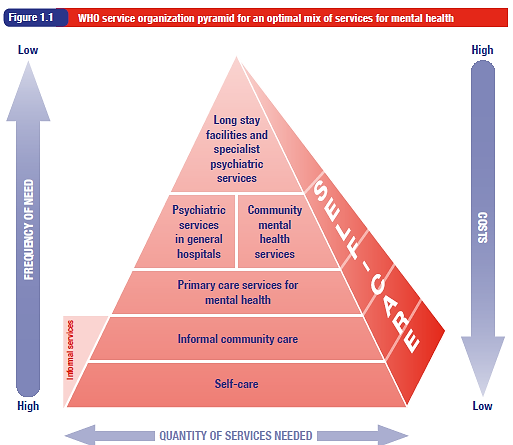 Figure 1.1
WHO service organization pyramid for an optimal mix of services for mental health
Low
High
Long stay
facilities and
specialist
psychiatric
services
Psychiatric
services
in general
hospitals
Community
mental
health
services
Primary care services for
mental health
Informal community care
Self-care
SELF-CARE
Informal services
FREQUENCY OF NEED
COSTS
High
Low
QUANTITY OF SERVICES NEEDED